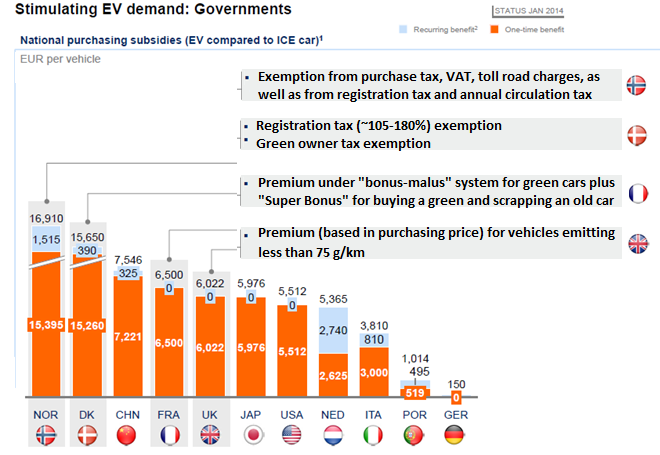 Stimulating EV demand: Governments
STATUS JAN 2014
National purchasing subsidies (EV compared to ICE car)¹
Recurring benefit² One-time benefit
EUR per vehicle
▪ Exemption from purchase tax, VAT, toll road charges, as
well as from registration tax and annual circulation tax
▪ Registration tax (~105-180%) exemption
▪ Green owner tax exemption
▪ Premium under "bonus-malus" system for green cars plus
"Super Bonus" for buying a green and scrapping an old car
▪ Premium (based in purchasing price) for vehicles emitting
less than 75 g/km
16,910 15,650 7,546 6,500 6,022 5,976 5,512 5,365 3,810 1,014 150
1,515 390 325 0 0 0 0 2,740 810 495
15,395 15,260 7,221 6,500 6,022 5,976 5,512 2,625 3,000 519 0
NOR DK CHN FRA UK JAP USA NED ITA POR GER